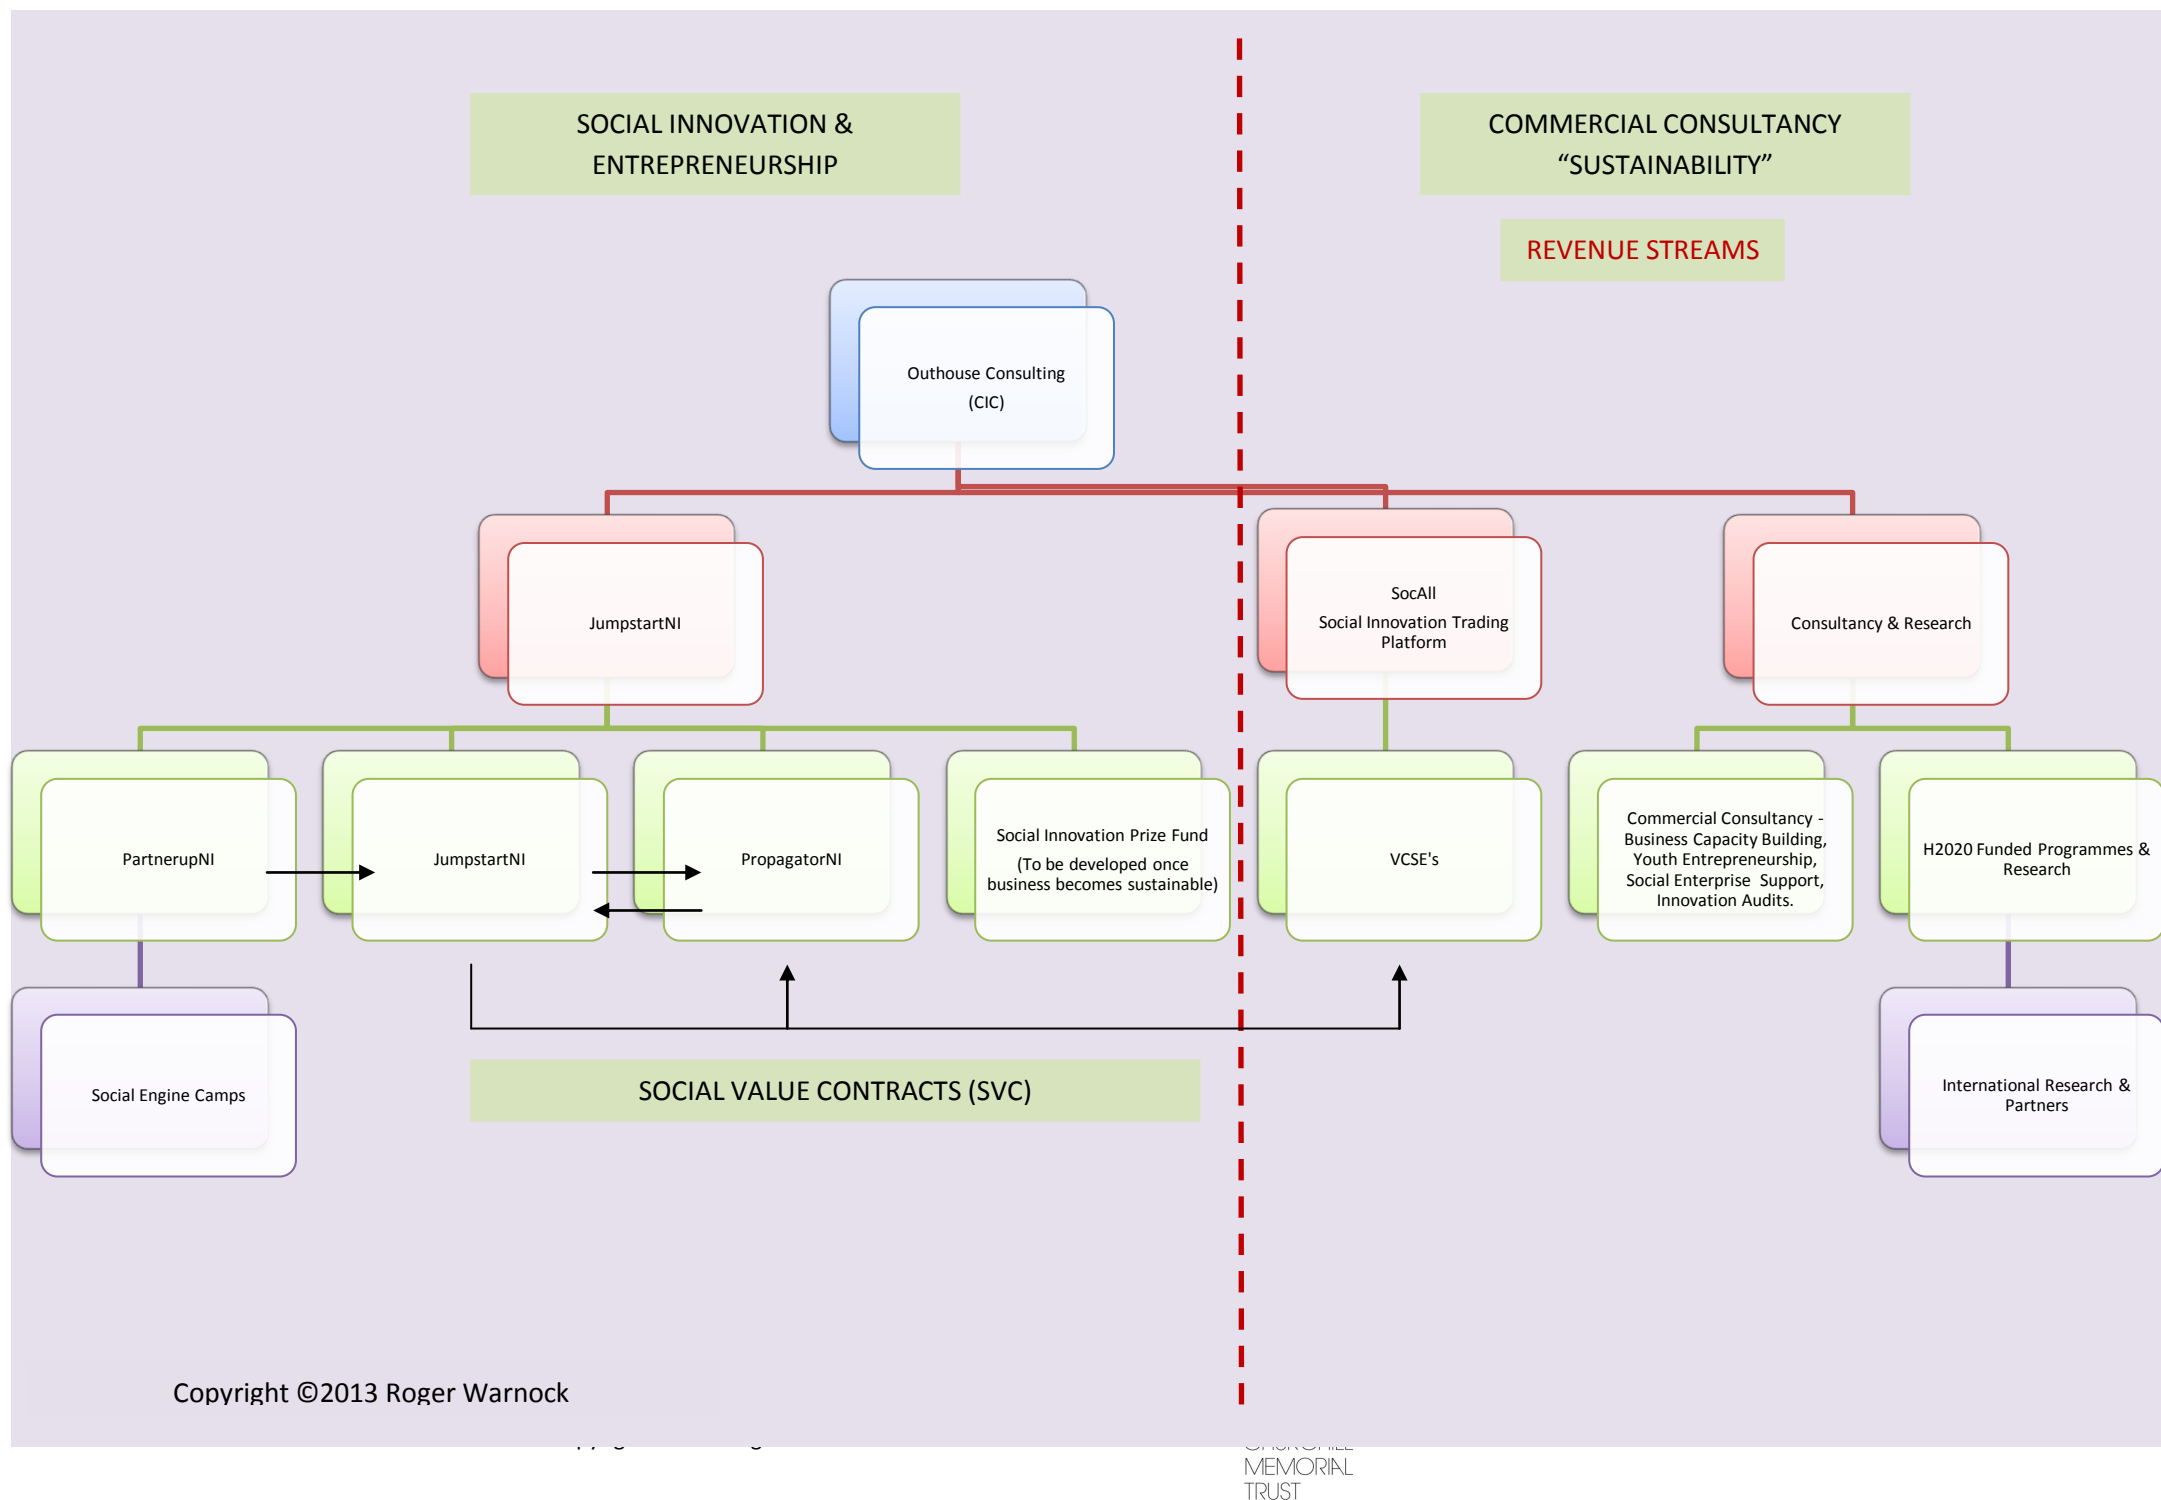 SOCIAL INNOVATION &
ENTREPRENEURSHIP
COMMERCIAL CONSULTANCY
“SUSTAINABILITY”
REVENUE STREAMS
Outhouse Consulting
(CIC)
JumpstartNI
SocAll
Social Innovation Trading
Platform
Consultancy & Research
PartnerupNI
JumpstartNI
PropagatorNI
Social Innovation Prize Fund
(To be developed once
business becomes sustainable)
VCSE's
Commercial Consultancy -
Business Capacity Building,
Youth Entrepreneurship,
Social Enterprise Support,
Innovation Audits.
H2020 Funded Programmes &
Research
Social Engine Camps
SOCIAL VALUE CONTRACTS (SVC)
International Research &
Partners
Copyright ©2013 Roger Warnock
MEMORIAL
TRUST